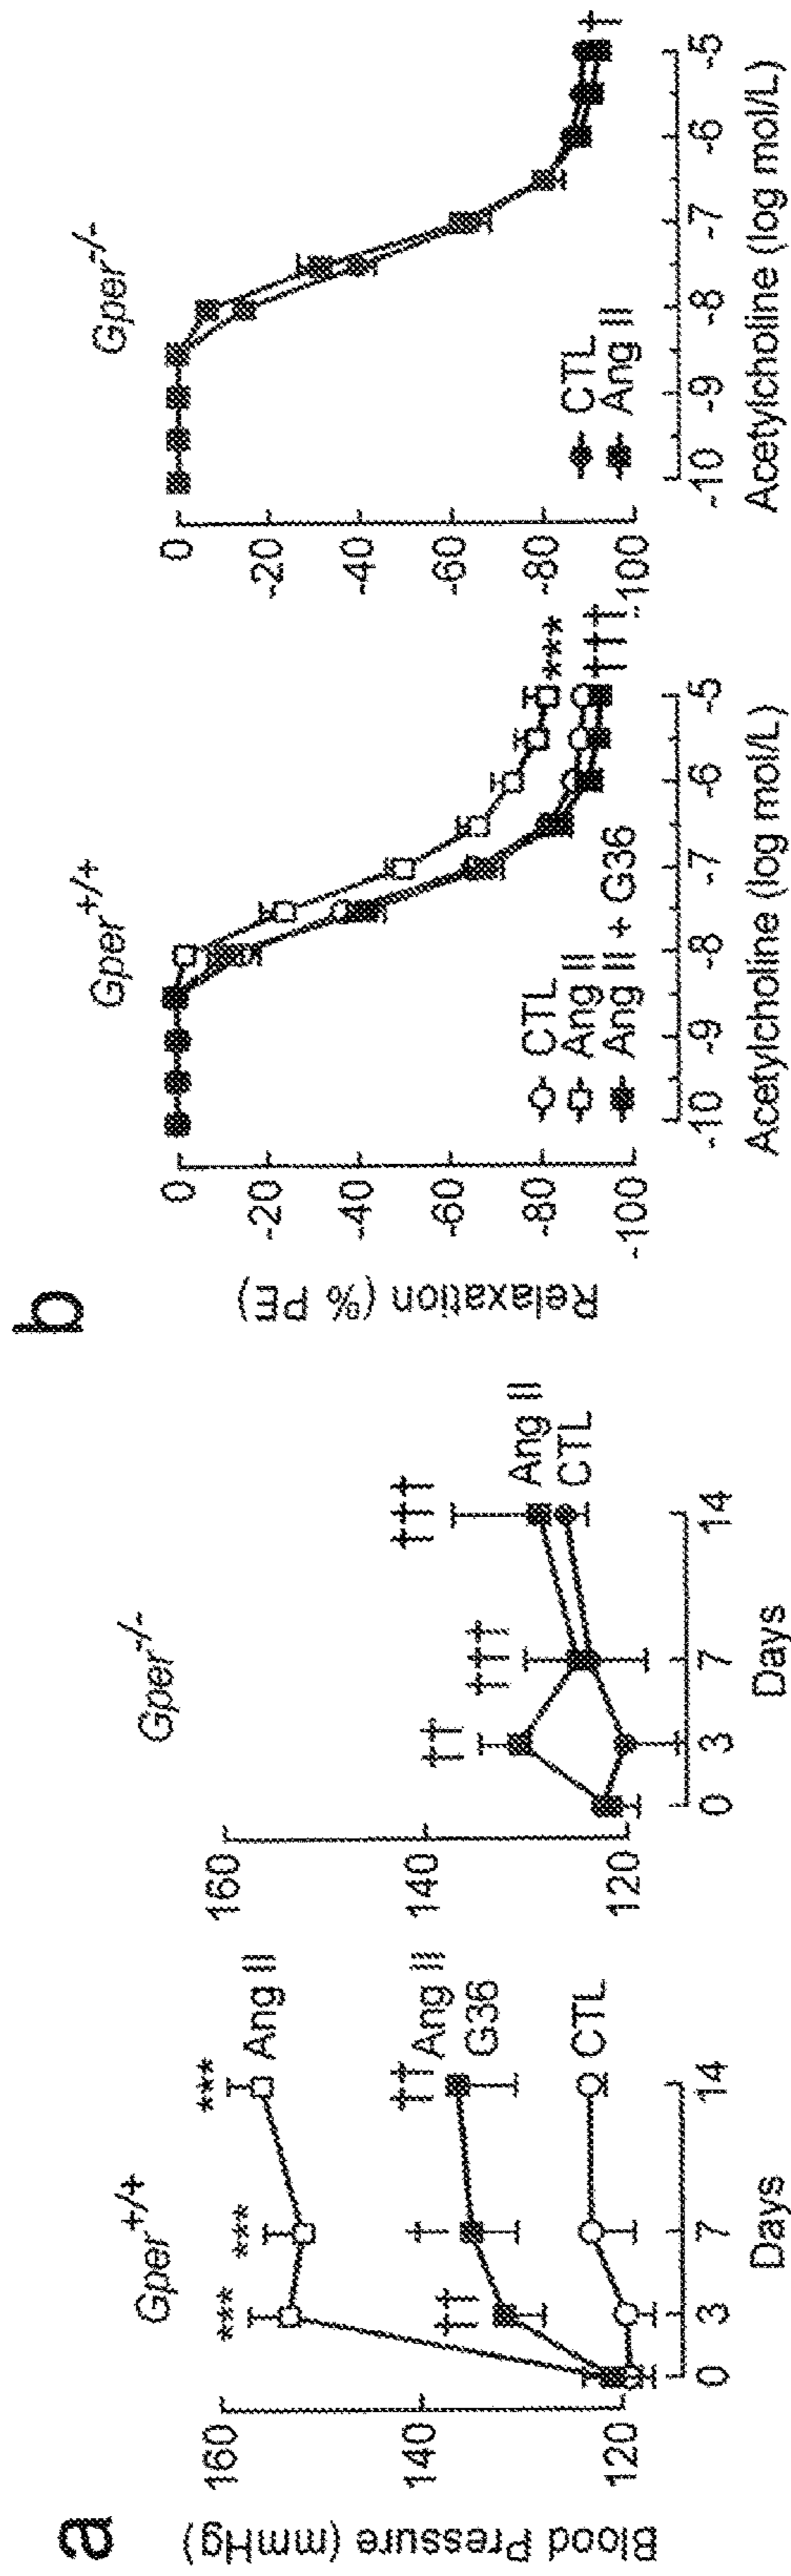 a
Blood Pressure (mmHg)
Gper+/+
160
140
120
***
***
***
Ang II
††
†
††
Ang II
G36
CTL
0 3 7 14
Days
Gper-/-
160
140
120
††
†††
†††
Ang II
CTL
0 3 7 14
Days
b
Relaxation (% PE)
Gper+/+
0
-20
-40
-60
-80
-100
CTL
Ang II
Ang II + G36
***
†††
-10 -9 -8 -7 -6 -5
Acetylcholine (log mol/L)
Gper-/-
0
-20
-40
-60
-80
-100
CTL
Ang II
†
-10 -9 -8 -7 -6 -5
Acetylcholine (log mol/L)